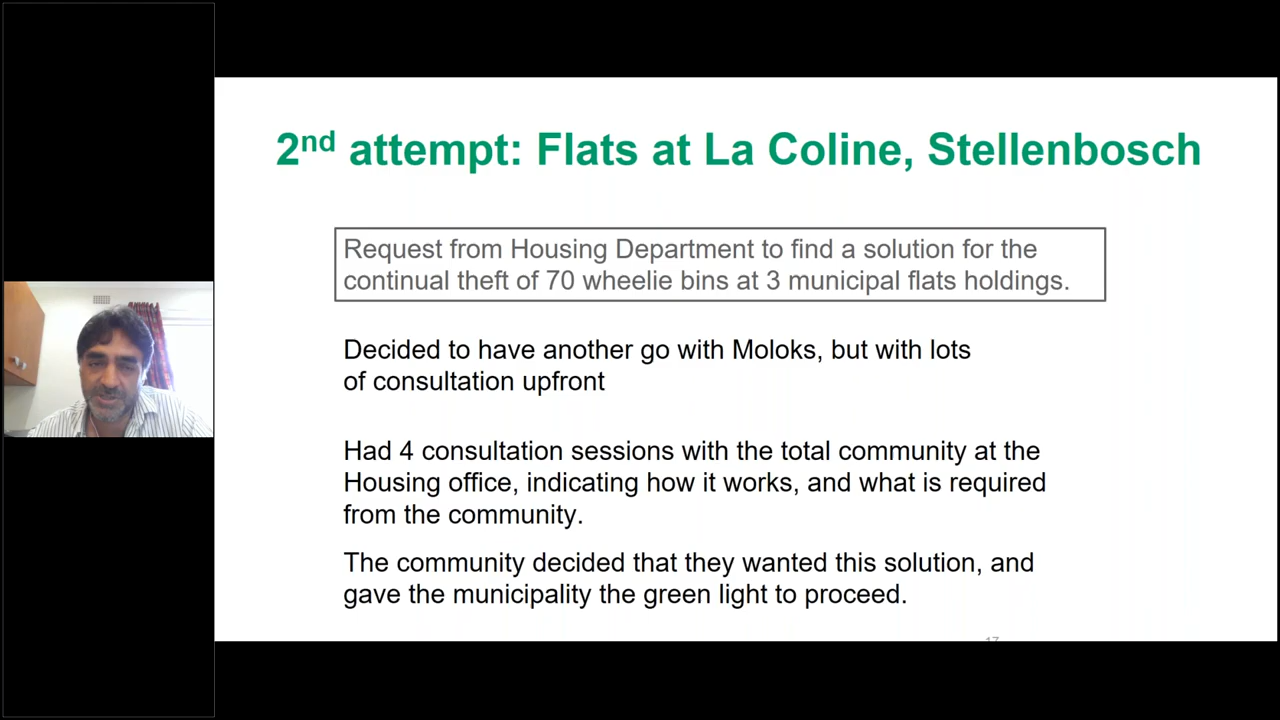 2nd attempt: Flats at La Coline, Stellenbosch
Request from Housing Department to find a solution for the
continual theft of 70 wheelie bins at 3 municipal flats holdings.
Decided to have another go with Moloks, but with lots
of consultation upfront
Had 4 consultation sessions with the total community at the
Housing office, indicating how it works, and what is required
from the community.
The community decided that they wanted this solution, and
gave the municipality the green light to proceed.
17